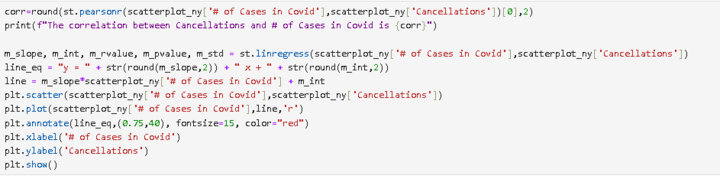 corr=round(st.pearsonr(scatterplot_ny['# of Cases in Covid'],scatterplot_ny['Cancellations'])[0],2)
print(f"The correlation between Cancellations and # of Cases in Covid is {corr}")
m_slope, m_int, m_rvalue, m_pvalue, m_std = st.linregress(scatterplot_ny['# of Cases in Covid'],scatterplot_ny['Cancellations'])
line_eq = "y = " + str(round(m_slope,2)) + " x + " + str(round(m_int,2))
line = m_slope*scatterplot_ny['# of Cases in Covid'] + m_int
plt.scatter(scatterplot_ny['# of Cases in Covid'],scatterplot_ny['Cancellations'])
plt.plot(scatterplot_ny['# of Cases in Covid'],line,'r')
plt.annotate(line_eq,(0.75,40), fontsize=15, color="red")
plt.xlabel('# of Cases in Covid')
plt.ylabel('Cancellations')
plt.show()